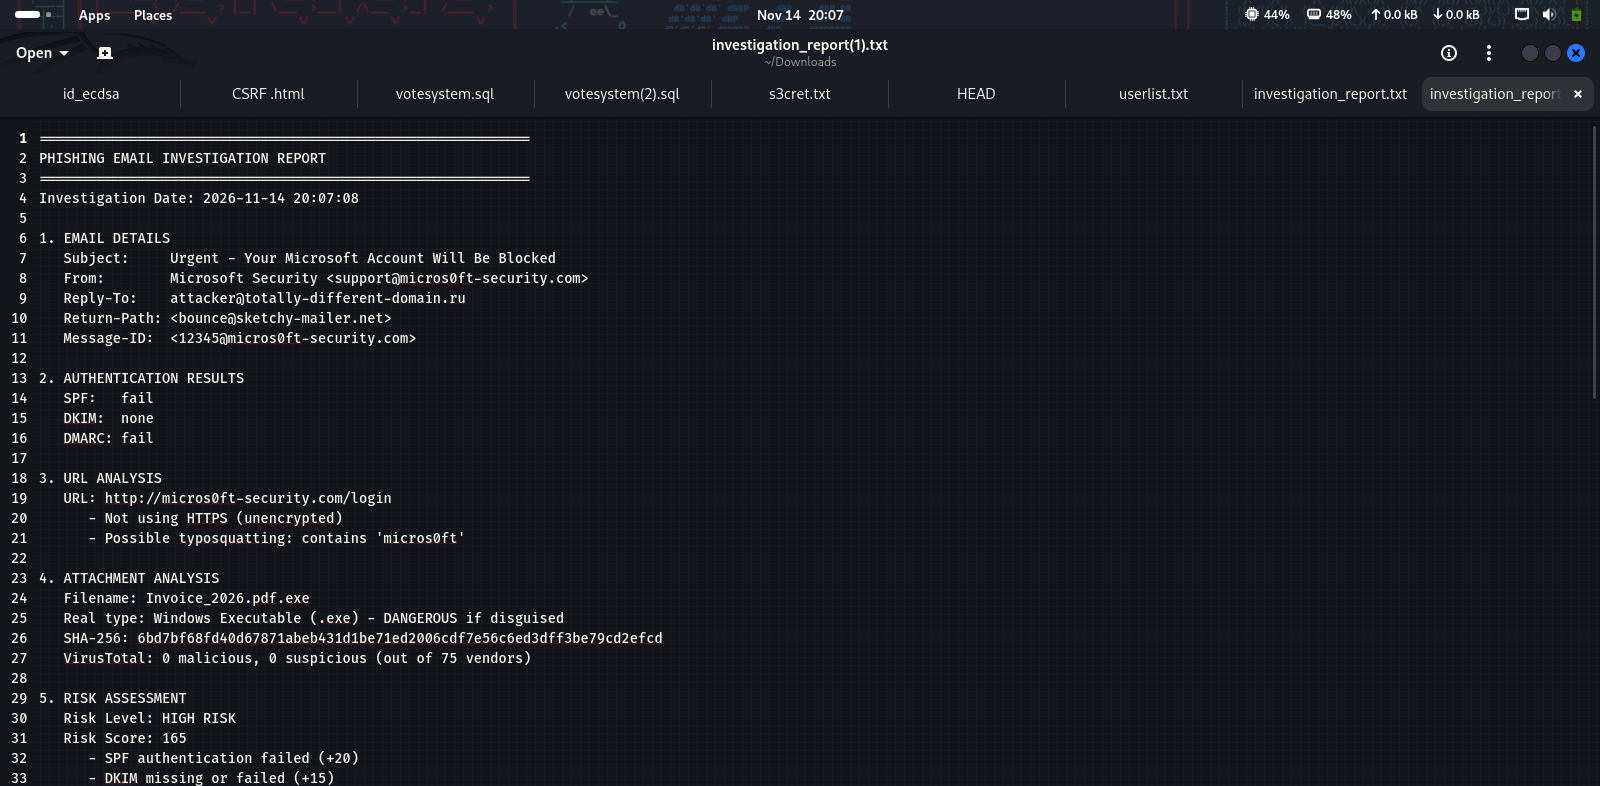 Apps Places Nov 14 20:07 44% 48% 0.0 kB 0.0 kB
Open investigation_report(1).txt
~/Downloads
id_ecdsa CSRF .html votesystem.sql votesystem(2).sql s3cret.txt HEAD userlist.txt investigation_report.txt investigation_report
1 ============================================================
2 PHISHING EMAIL INVESTIGATION REPORT
3 ============================================================
4 Investigation Date: 2026-11-14 20:07:08
5
6 1. EMAIL DETAILS
7 Subject: Urgent - Your Microsoft Account Will Be Blocked
8 From: Microsoft Security <support@micros0ft-security.com>
9 Reply-To: attacker@totally-different-domain.ru
10 Return-Path: <bounce@sketchy-mailer.net>
11 Message-ID: <12345@micros0ft-security.com>
12
13 2. AUTHENTICATION RESULTS
14 SPF: fail
15 DKIM: none
16 DMARC: fail
17
18 3. URL ANALYSIS
19 URL: http://micros0ft-security.com/login
20 - Not using HTTPS (unencrypted)
21 - Possible typosquatting: contains 'micros0ft'
22
23 4. ATTACHMENT ANALYSIS
24 Filename: Invoice_2026.pdf.exe
25 Real type: Windows Executable (.exe) - DANGEROUS if disguised
26 SHA-256: 6bd7bf68fd40d67871abeb431d1be71ed2006cdf7e56c6ed3dff3be79cd2efcd
27 VirusTotal: 0 malicious, 0 suspicious (out of 75 vendors)
28
29 5. RISK ASSESSMENT
30 Risk Level: HIGH RISK
31 Risk Score: 165
32 - SPF authentication failed (+20)
33 - DKIM missing or failed (+15)